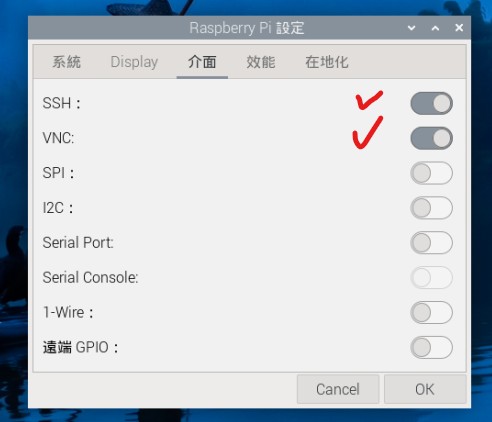 Raspberry Pi 設定
系統 Display 介面 效能 在地化
SSH：
VNC:
SPI：
I2C：
Serial Port:
Serial Console:
1-Wire：
遠端 GPIO：
Cancel OK